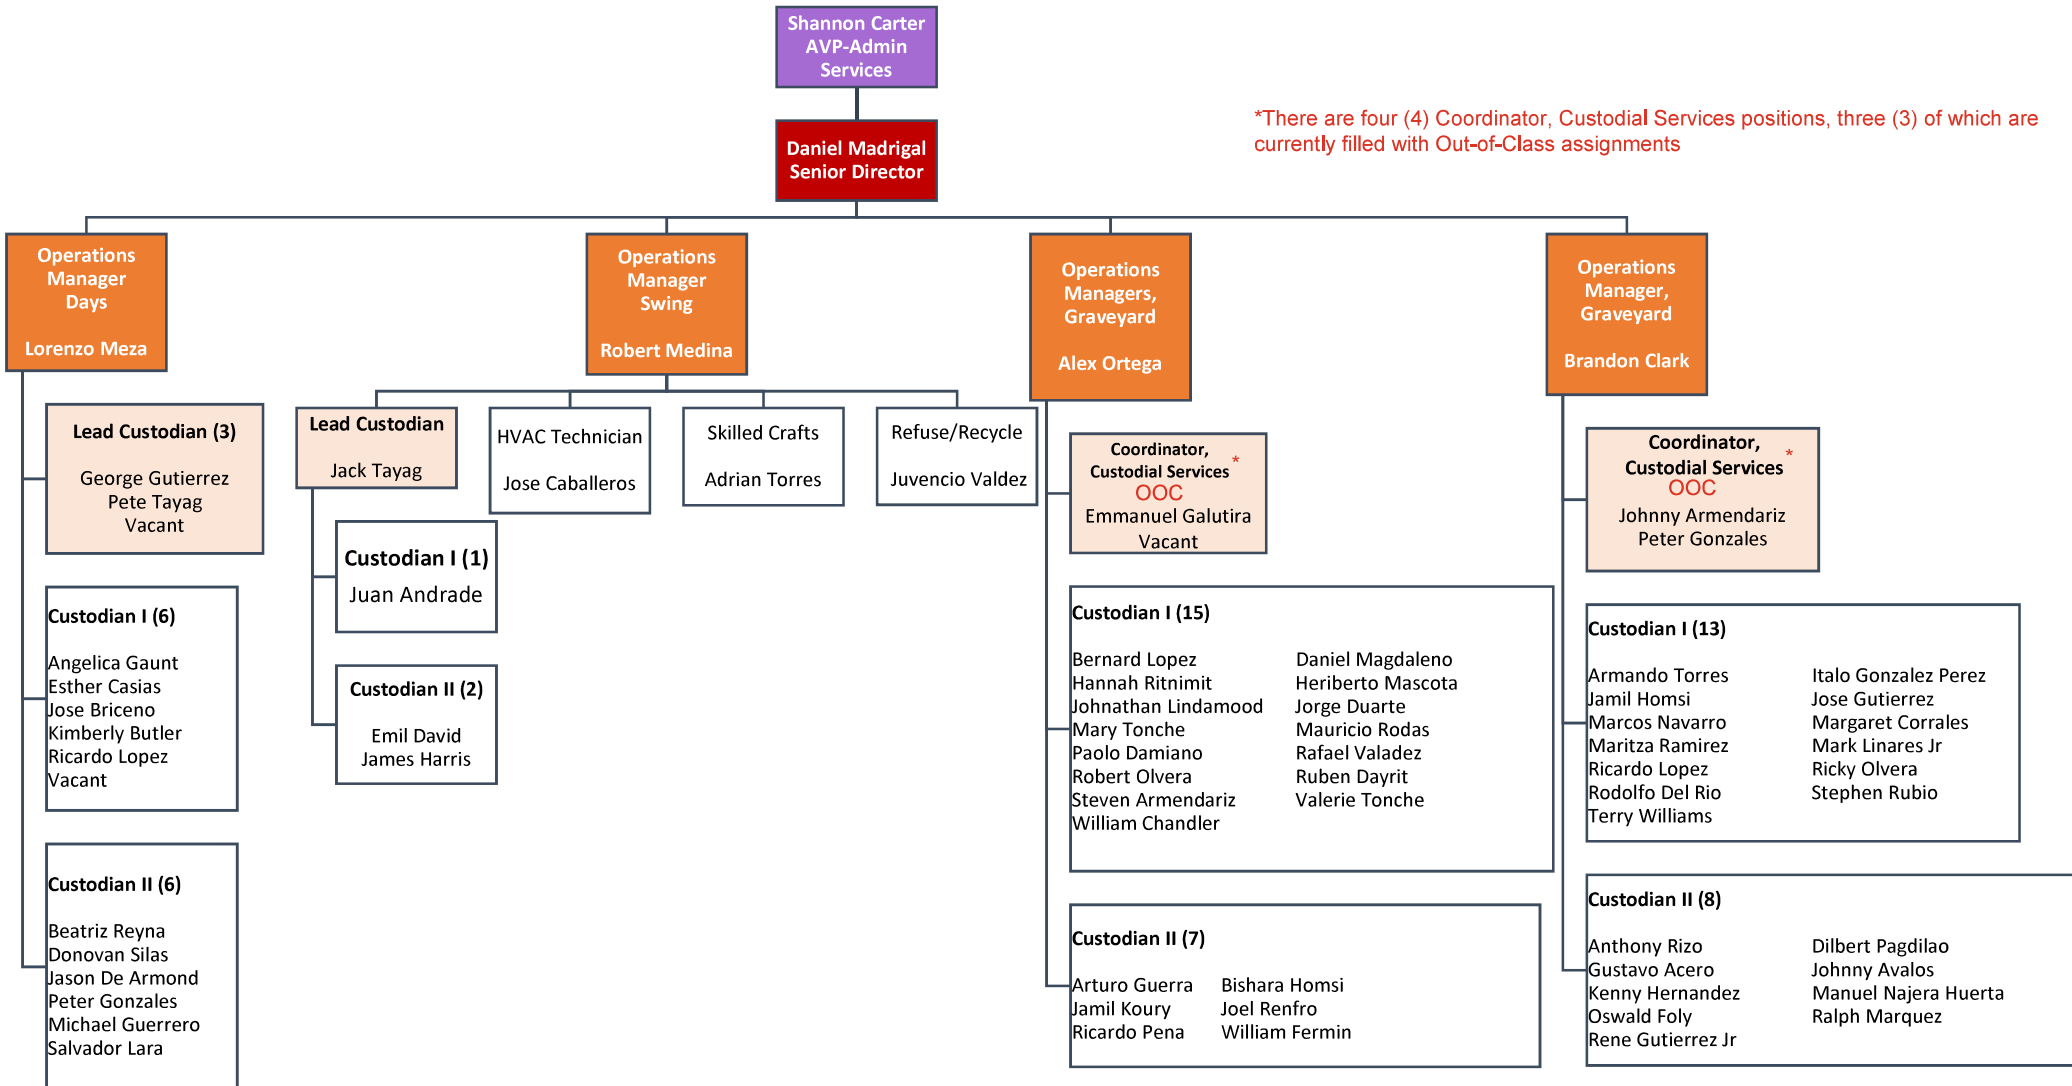 Shannon Carter
AVP-Admin
Services
*There are four (4) Coordinator, Custodial Services positions, three (3) of which are
currently filled with Out-of-Class assignments
Daniel Madrigal
Senior Director
Operations
Manager
Days
Lorenzo Meza
Operations
Manager
Swing
Robert Medina
Operations
Managers,
Graveyard
Alex Ortega
Operations
Manager,
Graveyard
Brandon Clark
Lead Custodian (3)
George Gutierrez
Pete Tayag
Vacant
Custodian I (6)
Angelica Gaunt
Esther Casias
Jose Briceno
Kimberly Butler
Ricardo Lopez
Vacant
Custodian II (6)
Beatriz Reyna
Donovan Silas
Jason De Armond
Peter Gonzales
Michael Guerrero
Salvador Lara
Lead Custodian
Jack Tayag
HVAC Technician
Jose Caballeros
Skilled Crafts
Adrian Torres
Refuse/Recycle
Juvencio Valdez
Custodian I (1)
Juan Andrade
Custodian II (2)
Emil David
James Harris
Coordinator,
Custodial Services *
OOC
Emmanuel Galutira
Vacant
Custodian I (15)
Bernard Lopez
Hannah Ritnimit
Johnathan Lindamood
Mary Tonche
Paolo Damiano
Robert Olvera
Steven Armendariz
William Chandler
Daniel Magdaleno
Heriberto Mascota
Jorge Duarte
Mauricio Rodas
Rafael Valadez
Ruben Dayrit
Valerie Tonche
Custodian II (7)
Arturo Guerra
Jamil Koury
Ricardo Pena
Bishara Homsi
Joel Renfro
William Fermin
Coordinator,
Custodial Services *
OOC
Johnny Armendariz
Peter Gonzales
Custodian I (13)
Armando Torres
Jamil Homsi
Marcos Navarro
Maritza Ramirez
Ricardo Lopez
Rodolfo Del Rio
Terry Williams
Italo Gonzalez Perez
Jose Gutierrez
Margaret Corrales
Mark Linares Jr
Ricky Olvera
Stephen Rubio
Custodian II (8)
Anthony Rizo
Gustavo Acero
Kenny Hernandez
Oswald Foly
Rene Gutierrez Jr
Dilbert Pagdilao
Johnny Avalos
Manuel Najera Huerta
Ralph Marquez